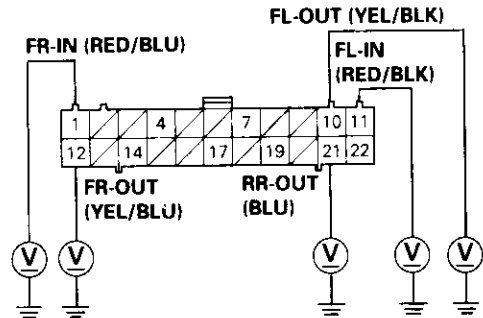 FL-OUT (YEL/BLK)
FR-IN (RED/BLU)
FL-IN
(RED/BLK)
1 4 7 10 11
12 14 17 19 21 22
FR-OUT
(YEL/BLU)
RR-OUT
(BLU)
V V V V V